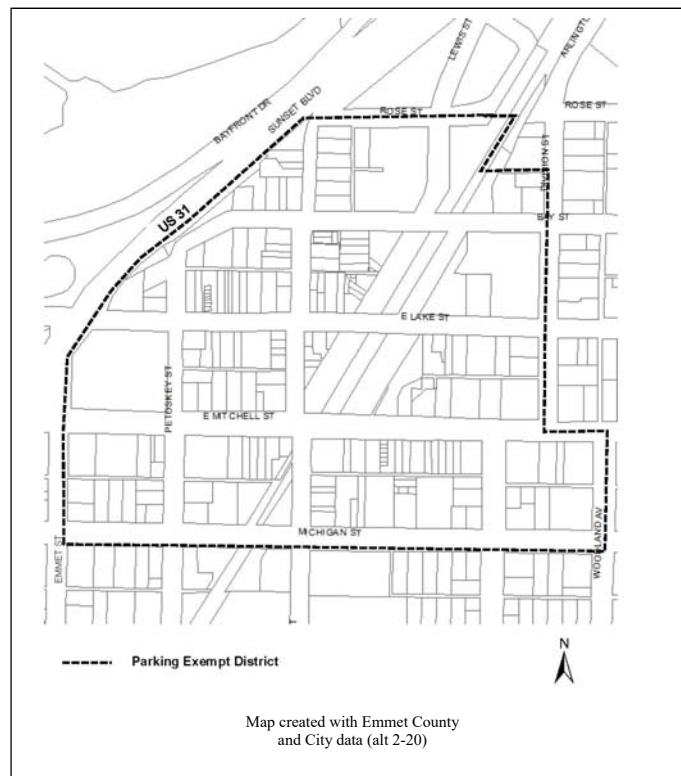 LEWIS ST
ROSE ST
ROSE ST
BAYFRONT DR
SUNSET BLVD
DIVISION ST
US 31
BAY ST
E LAKE ST
PETOSKEY ST
E MITCHELL ST
MICHIGAN ST
EMMET ST
WOODLAND AV
Parking Exempt District
N
Map created with Emmet County
and City data (alt 2-20)